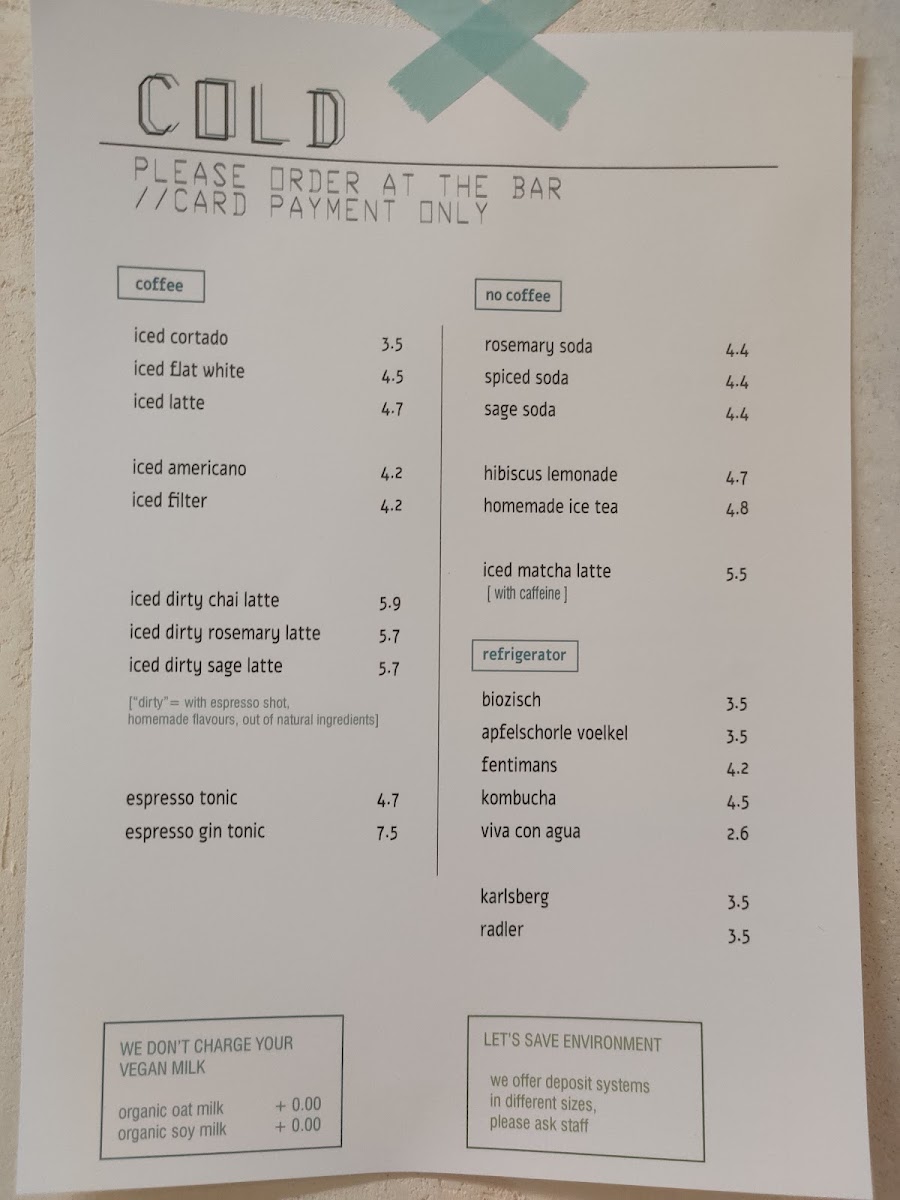 COLD
PLEASE ORDER AT THE BAR
//CARD PAYMENT ONLY
coffee
iced cortado 3.5
iced flat white 4.5
iced latte 4.7
iced americano 4.2
iced filter 4.2
iced dirty chai latte 5.9
iced dirty rosemary latte 5.7
iced dirty sage latte 5.7
["dirty"= with espresso shot,
homemade flavours, out of natural ingredients]
espresso tonic 4.7
espresso gin tonic 7.5
no coffee
rosemary soda 4.4
spiced soda 4.4
sage soda 4.4
hibiscus lemonade 4.7
homemade ice tea 4.8
iced matcha latte 5.5
[ with caffeine ]
refrigerator
biozisch 3.5
apfelschorle voelkel 3.5
fentimans 4.2
kombucha 4.5
viva con agua 2.6
karlsberg 3.5
radler 3.5
WE DON'T CHARGE YOUR
VEGAN MILK
organic oat milk + 0.00
organic soy milk + 0.00
LET'S SAVE ENVIRONMENT
we offer deposit systems
in different sizes,
please ask staff